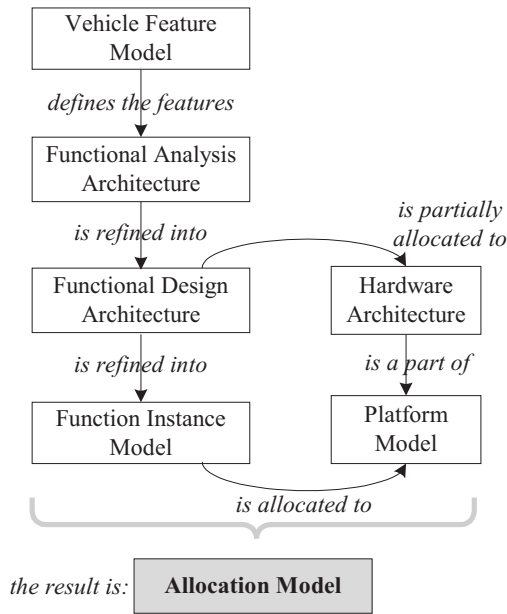 Vehicle Feature
Model
defines the features
Functional Analysis
Architecture
is refined into
is partially
allocated to
Functional Design
Architecture
Hardware
Architecture
is refined into
is a part of
Function Instance
Model
Platform
Model
is allocated to
the result is: Allocation Model